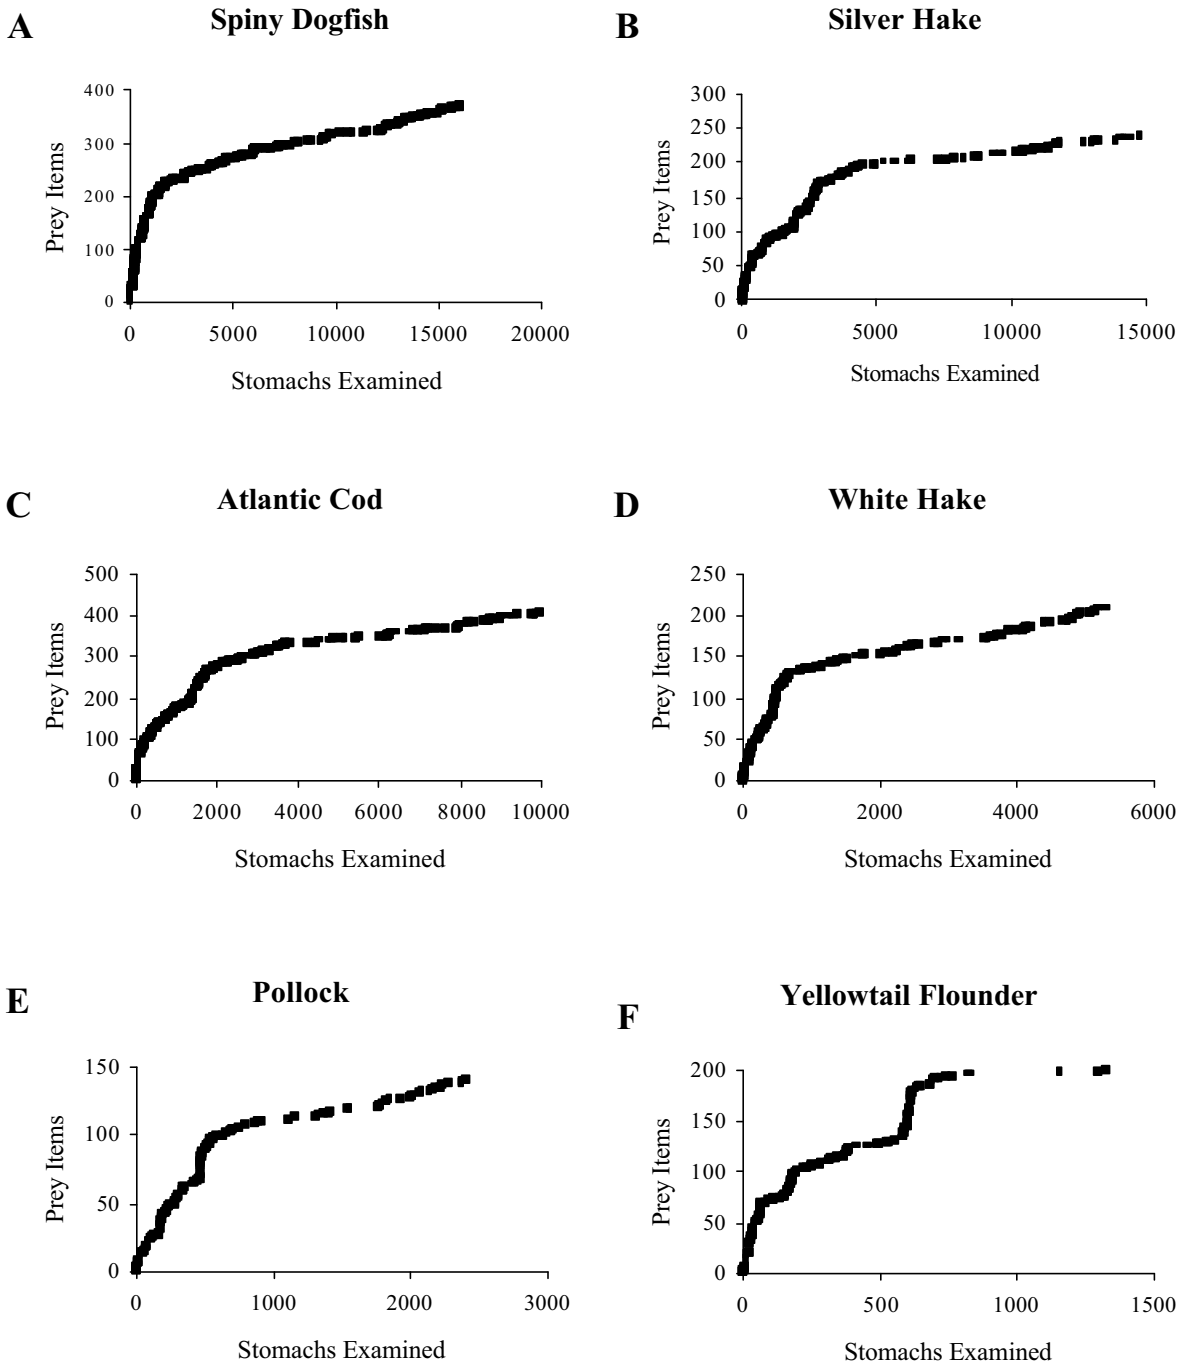 A
Spiny Dogfish
400
300
200
100
0
Prey Items
0 5000 10000 15000 20000
Stomachs Examined
B
Silver Hake
300
250
200
150
100
50
0
Prey Items
0 5000 10000 15000
Stomachs Examined
C
Atlantic Cod
500
400
300
200
100
0
Prey Items
0 2000 4000 6000 8000 10000
Stomachs Examined
D
White Hake
250
200
150
100
50
0
Prey Items
0 2000 4000 6000
Stomachs Examined
E
Pollock
150
100
50
0
Prey Items
0 1000 2000 3000
Stomachs Examined
F
Yellowtail Flounder
200
150
100
50
0
Prey Items
0 500 1000 1500
Stomachs Examined